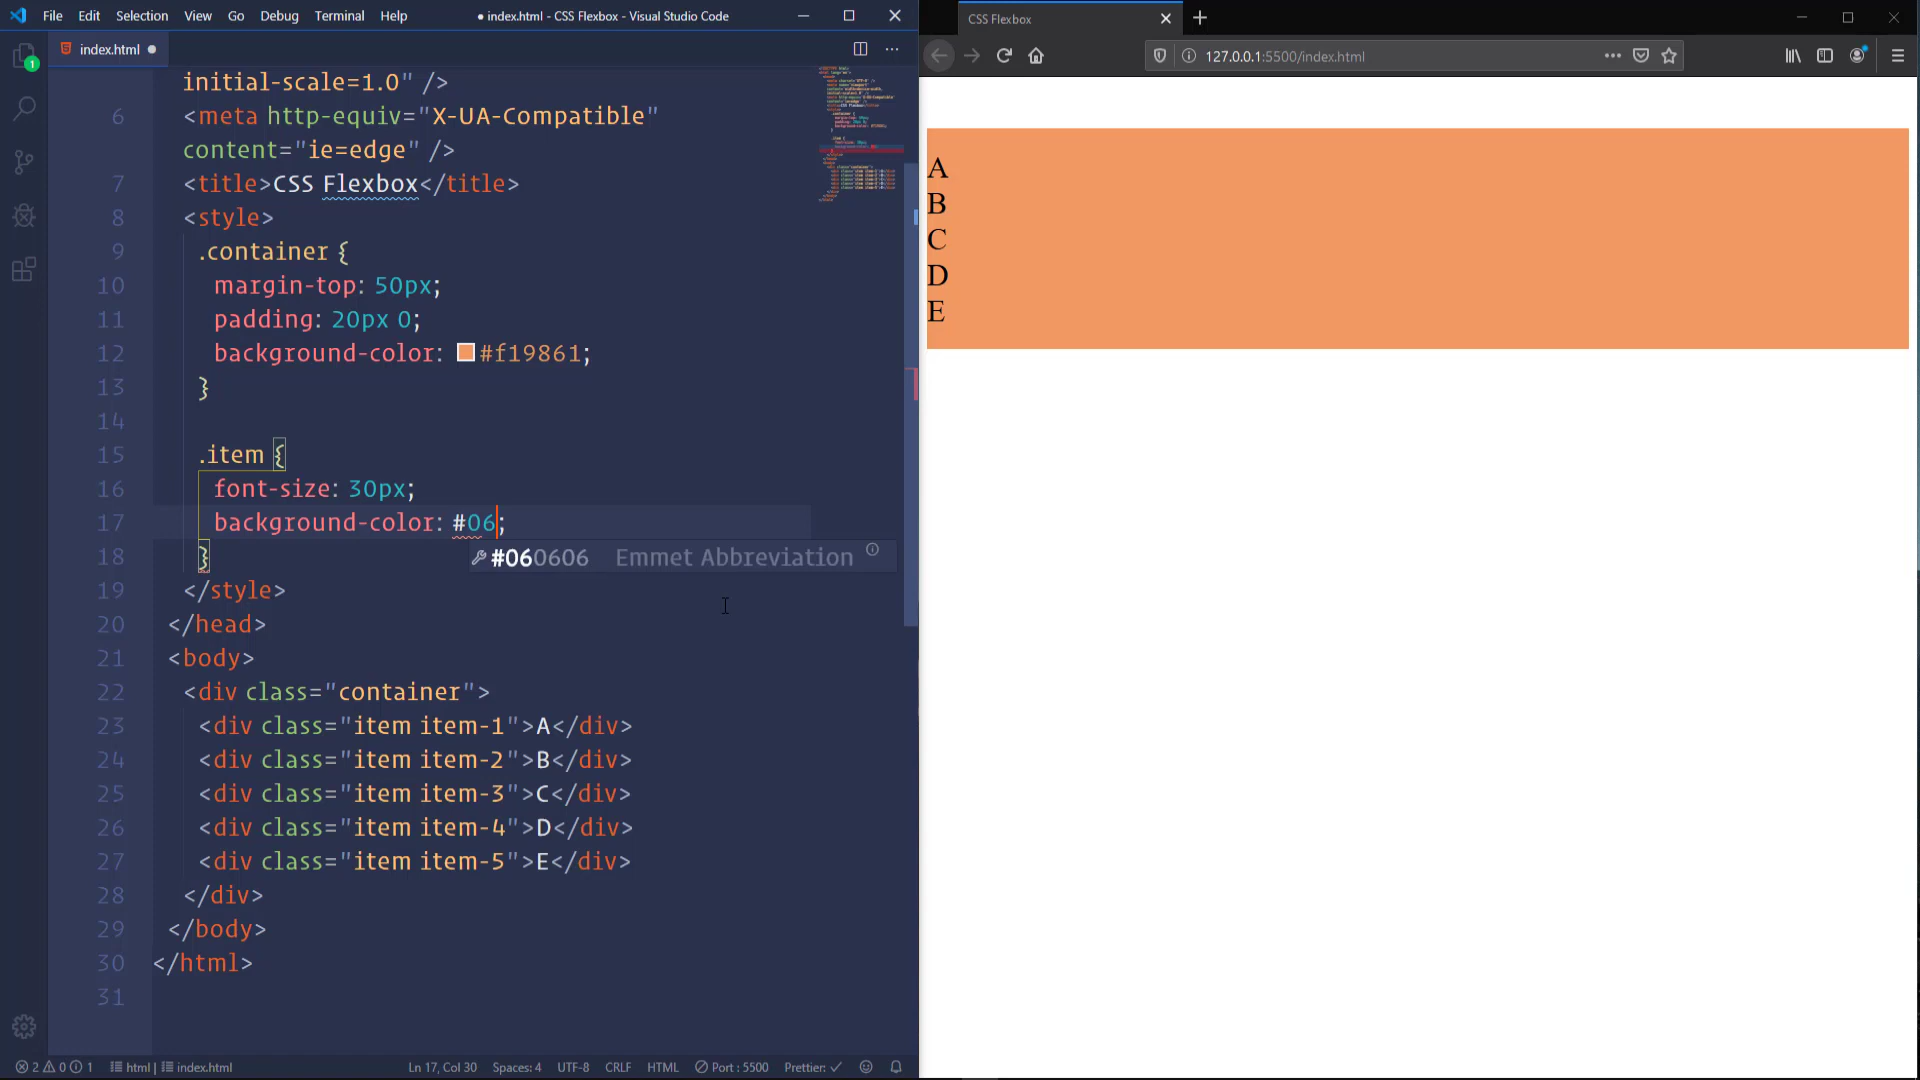 File Edit Selection View Go Debug Terminal Help
● index.html - CSS Flexbox - Visual Studio Code
index.html
initial-scale=1.0" />
6 <meta http-equiv="X-UA-Compatible"
content="ie=edge" />
7 <title>CSS Flexbox</title>
8 <style>
9 .container {
10 margin-top: 50px;
11 padding: 20px 0;
12 background-color: #f19861;
13 }
14
15 .item {
16 font-size: 30px;
17 background-color: #06;
18 }
#060606 Emmet Abbreviation
19 </style>
20 </head>
21 <body>
22 <div class="container">
23 <div class="item item-1">A</div>
24 <div class="item item-2">B</div>
25 <div class="item item-3">C</div>
26 <div class="item item-4">D</div>
27 <div class="item item-5">E</div>
28 </div>
29 </body>
30 </html>
31
1
2 0 1 html | index.html Ln 17, Col 30 Spaces: 4 UTF-8 CRLF HTML Port : 5500 Prettier: ✓
CSS Flexbox
127.0.0.1:5500/index.html
A
B
C
D
E